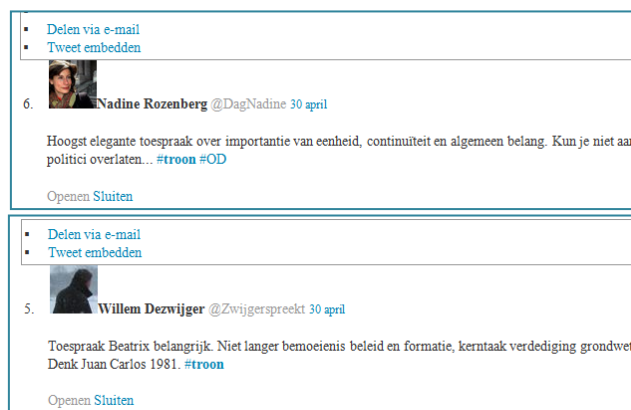 Delen via e-mail
Tweet embedden
6. Nadine Rozenberg @DagNadine 30 april
Hoogst elegante toespraak over importantie van eenheid, continuïteit en algemeen belang. Kun je niet aan
politici overlaten... #troon #OD
Openen Sluiten
Delen via e-mail
Tweet embedden
5. Willem Dezwijger @Zwijgerspreekt 30 april
Toespraak Beatrix belangrijk. Niet langer bemoeienis beleid en formatie, kerntaak verdediging grondwet
Denk Juan Carlos 1981. #troon
Openen Sluiten